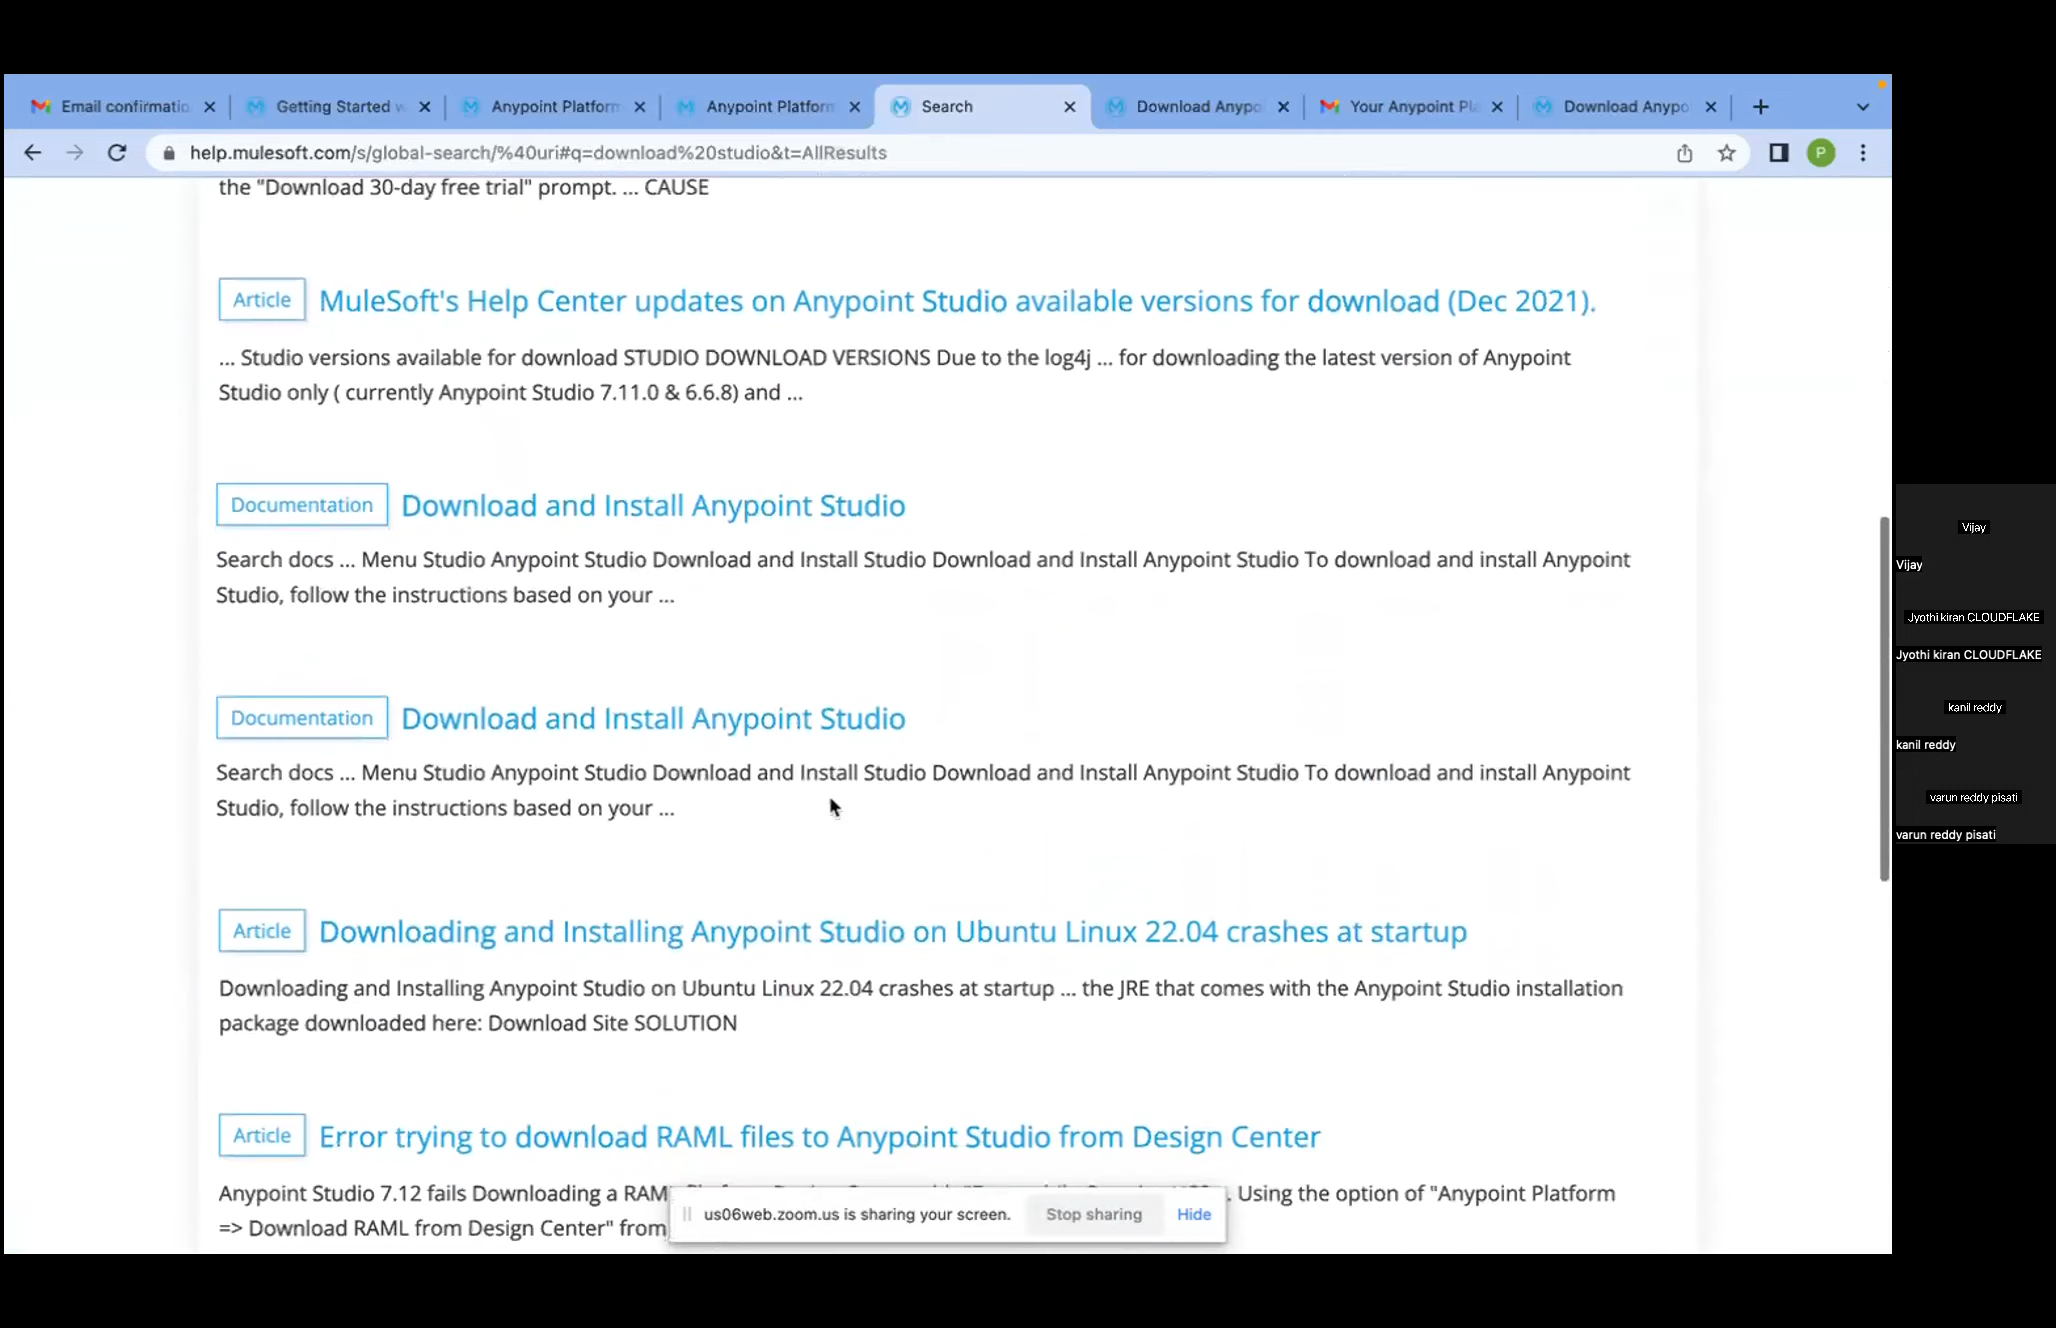 Email confirmatio
Getting Started w
Anypoint Platform
Anypoint Platform
Search
Download Anypo
Your Anypoint Pla
Download Anypo
help.mulesoft.com/s/global-search/%40uri#q=download%20studio&t=AllResults
P
the "Download 30-day free trial" prompt. ... CAUSE
Article MuleSoft's Help Center updates on Anypoint Studio available versions for download (Dec 2021).
... Studio versions available for download STUDIO DOWNLOAD VERSIONS Due to the log4j ... for downloading the latest version of Anypoint
Studio only ( currently Anypoint Studio 7.11.0 & 6.6.8) and ...
Documentation Download and Install Anypoint Studio
Search docs ... Menu Studio Anypoint Studio Download and Install Studio Download and Install Anypoint Studio To download and install Anypoint
Studio, follow the instructions based on your ...
Documentation Download and Install Anypoint Studio
Search docs ... Menu Studio Anypoint Studio Download and Install Studio Download and Install Anypoint Studio To download and install Anypoint
Studio, follow the instructions based on your ...
Article Downloading and Installing Anypoint Studio on Ubuntu Linux 22.04 crashes at startup
Downloading and Installing Anypoint Studio on Ubuntu Linux 22.04 crashes at startup ... the JRE that comes with the Anypoint Studio installation
package downloaded here: Download Site SOLUTION
Article Error trying to download RAML files to Anypoint Studio from Design Center
Anypoint Studio 7.12 fails Downloading a RAM . Using the option of "Anypoint Platform
=> Download RAML from Design Center" from
us06web.zoom.us is sharing your screen. Stop sharing Hide
Vijay
Vijay
Jyothi kiran CLOUDFLAKE
Jyothi kiran CLOUDFLAKE
kanil reddy
kanil reddy
varun reddy pisati
varun reddy pisati